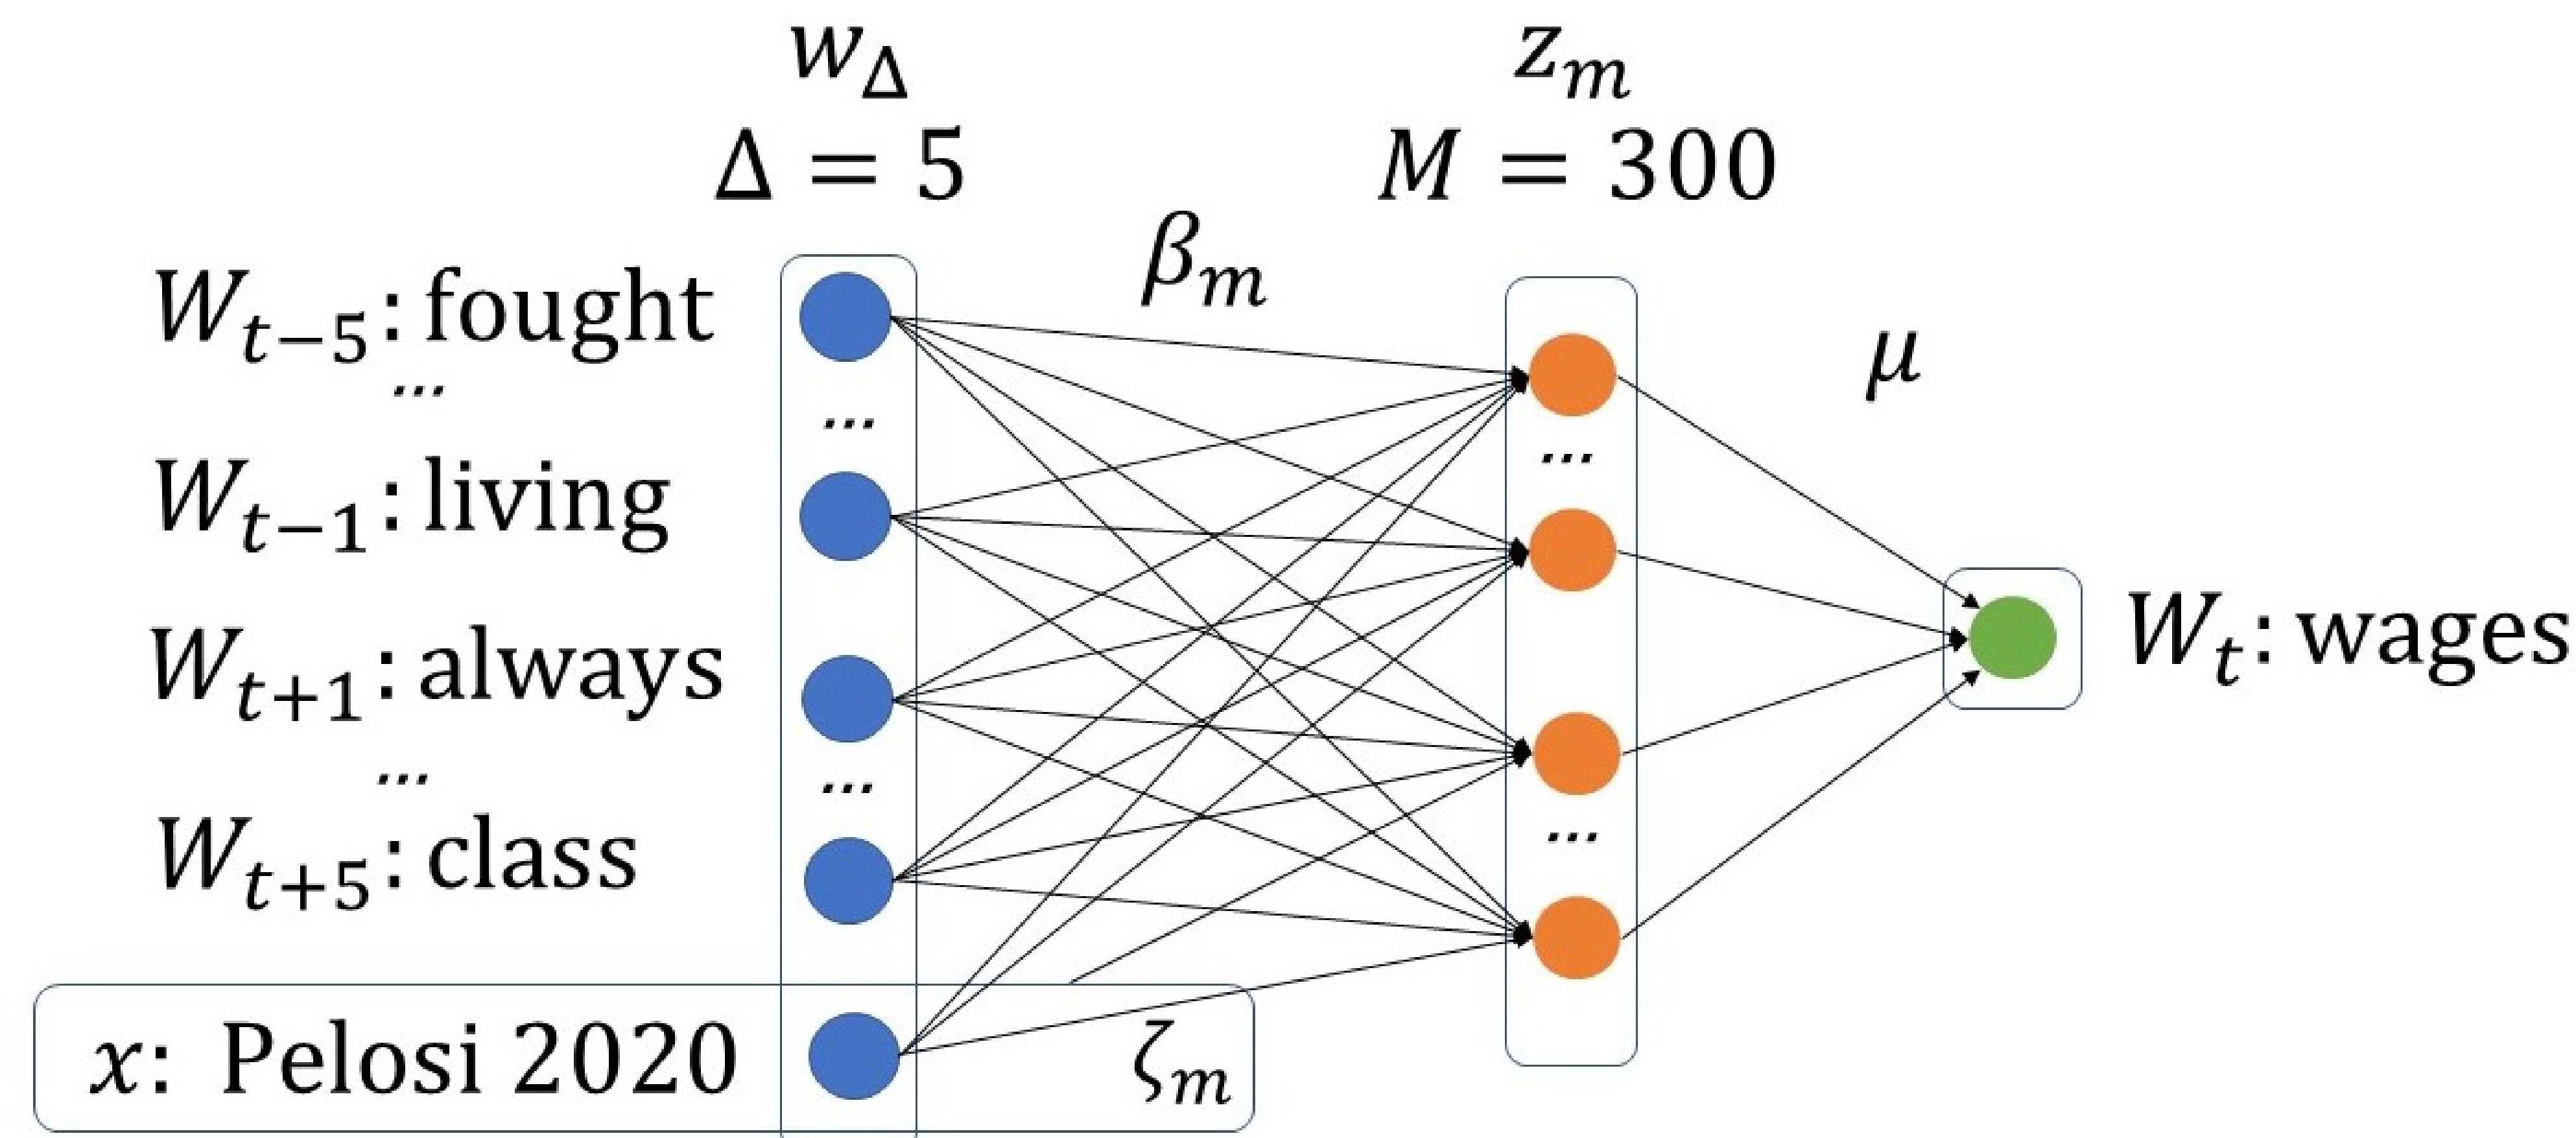 w_Δ
Δ = 5
z_m
M = 300
β_m
μ
W_{t−5}: fought
...
...
W_{t−1}: living
...
W_{t+1}: always
...
...
W_{t+5}: class
...
W_t: wages
x: Pelosi 2020
ζ_m